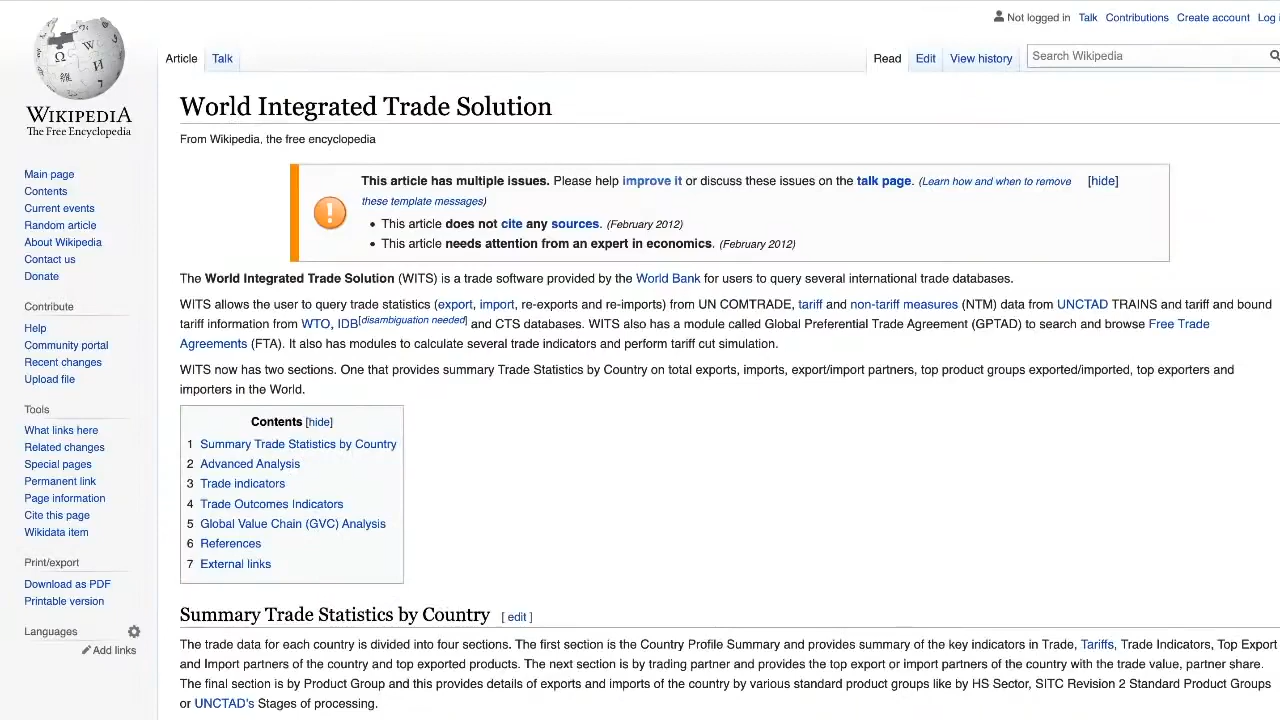 Not logged in Talk Contributions Create account Log i
Article Talk Read Edit View history Search Wikipedia
WIKIPEDIA
The Free Encyclopedia
Main page
Contents
Current events
Random article
About Wikipedia
Contact us
Donate
Contribute
Help
Community portal
Recent changes
Upload file
Tools
What links here
Related changes
Special pages
Permanent link
Page information
Cite this page
Wikidata item
Print/export
Download as PDF
Printable version
Languages
Add links
World Integrated Trade Solution
From Wikipedia, the free encyclopedia
This article has multiple issues. Please help improve it or discuss these issues on the talk page. (Learn how and when to remove [hide]
these template messages)
• This article does not cite any sources. (February 2012)
• This article needs attention from an expert in economics. (February 2012)
The World Integrated Trade Solution (WITS) is a trade software provided by the World Bank for users to query several international trade databases.
WITS allows the user to query trade statistics (export, import, re-exports and re-imports) from UN COMTRADE, tariff and non-tariff measures (NTM) data from UNCTAD TRAINS and tariff and bound
tariff information from WTO, IDB[disambiguation needed] and CTS databases. WITS also has a module called Global Preferential Trade Agreement (GPTAD) to search and browse Free Trade
Agreements (FTA). It also has modules to calculate several trade indicators and perform tariff cut simulation.
WITS now has two sections. One that provides summary Trade Statistics by Country on total exports, imports, export/import partners, top product groups exported/imported, top exporters and
importers in the World.
Contents [hide]
1 Summary Trade Statistics by Country
2 Advanced Analysis
3 Trade indicators
4 Trade Outcomes Indicators
5 Global Value Chain (GVC) Analysis
6 References
7 External links
Summary Trade Statistics by Country [ edit ]
The trade data for each country is divided into four sections. The first section is the Country Profile Summary and provides summary of the key indicators in Trade, Tariffs, Trade Indicators, Top Export
and Import partners of the country and top exported products. The next section is by trading partner and provides the top export or import partners of the country with the trade value, partner share.
The final section is by Product Group and this provides details of exports and imports of the country by various standard product groups like by HS Sector, SITC Revision 2 Standard Product Groups
or UNCTAD's Stages of processing.